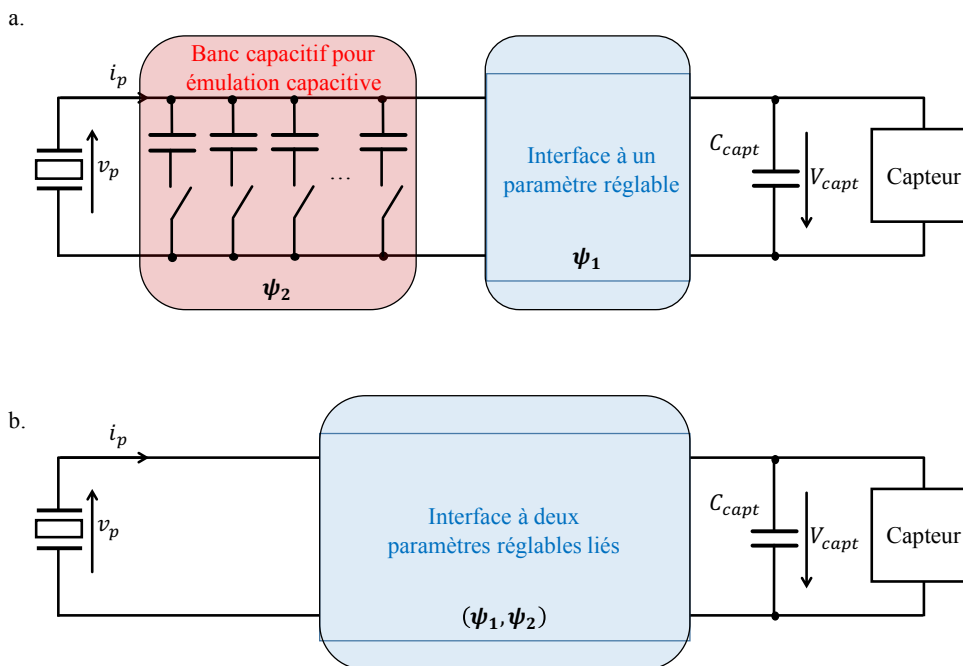 a.
Banc capacitif pour
émulation capacitive
i_p
v_p
...
ψ_2
Interface à un
paramètre réglable
ψ_1
C_capt
V_capt
Capteur
b.
i_p
v_p
Interface à deux
paramètres réglables liés
(ψ_1, ψ_2)
C_capt
V_capt
Capteur